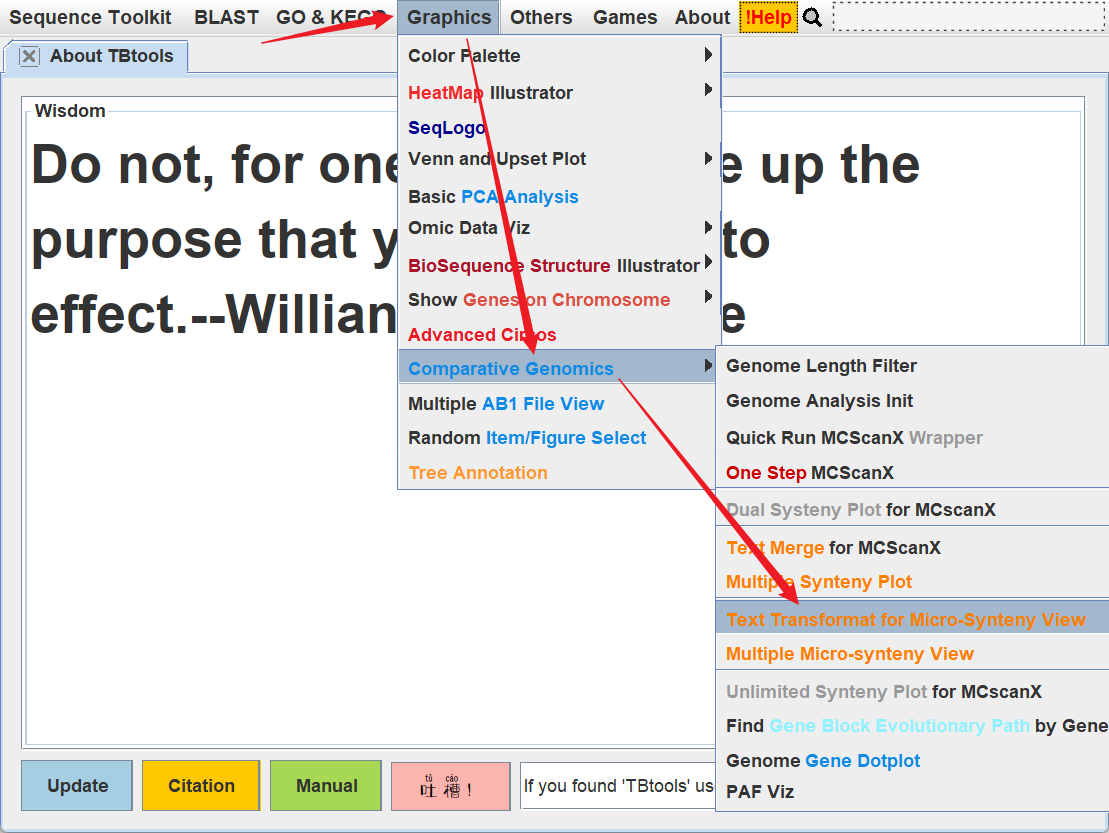 Sequence Toolkit BLAST GO & KEGG Graphics Others Games About !Help
About TBtools
Wisdom
Do not, for one e up the
purpose that y to
effect.--Willian e
Color Palette
HeatMap Illustrator
SeqLogo
Venn and Upset Plot
Basic PCA Analysis
Omic Data Viz
BioSequence Structure Illustrator
Show Genes on Chromosome
Advanced Circos
Comparative Genomics
Multiple AB1 File View
Random Item/Figure Select
Tree Annotation
Genome Length Filter
Genome Analysis Init
Quick Run MCScanX Wrapper
One Step MCScanX
Dual Systeny Plot for MCscanX
Text Merge for MCScanX
Multiple Synteny Plot
Text Transformat for Micro-Synteny View
Multiple Micro-synteny View
Unlimited Synteny Plot for MCscanX
Find Gene Block Evolutionary Path by Gene
Genome Gene Dotplot
PAF Viz
Update Citation Manual
tǔ cáo
吐 槽 !
If you found 'TBtools' us